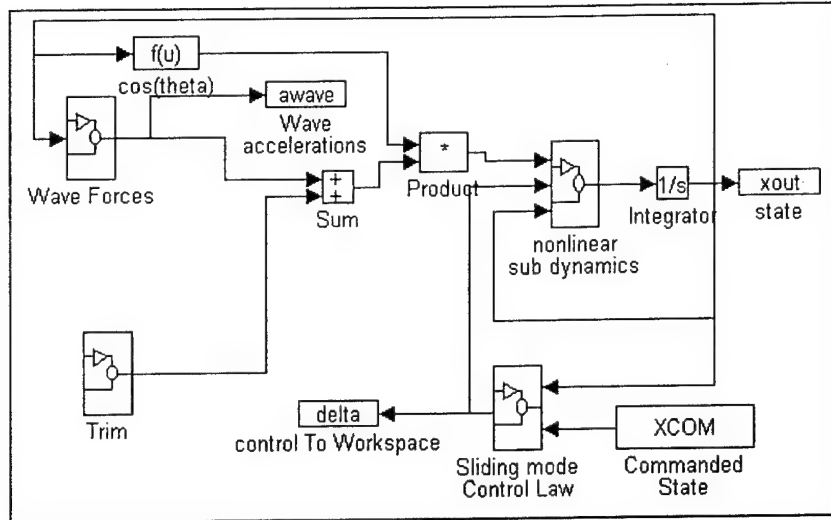 f(u)
cos(theta)
awave
Wave
accelerations
Wave Forces
+
+
Sum
*
Product
nonlinear
sub dynamics
1/s
Integrator
xout
state
Trim
delta
control To Workspace
Sliding mode
Control Law
XCOM
Commanded
State